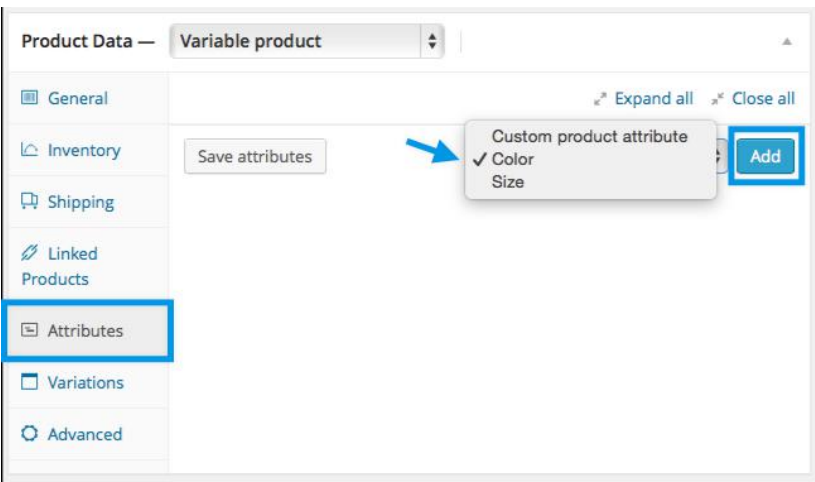 Product Data — Variable product
General
Expand all Close all
Inventory
Save attributes
Custom product attribute
Color
Size
Add
Shipping
Linked
Products
Attributes
Variations
Advanced